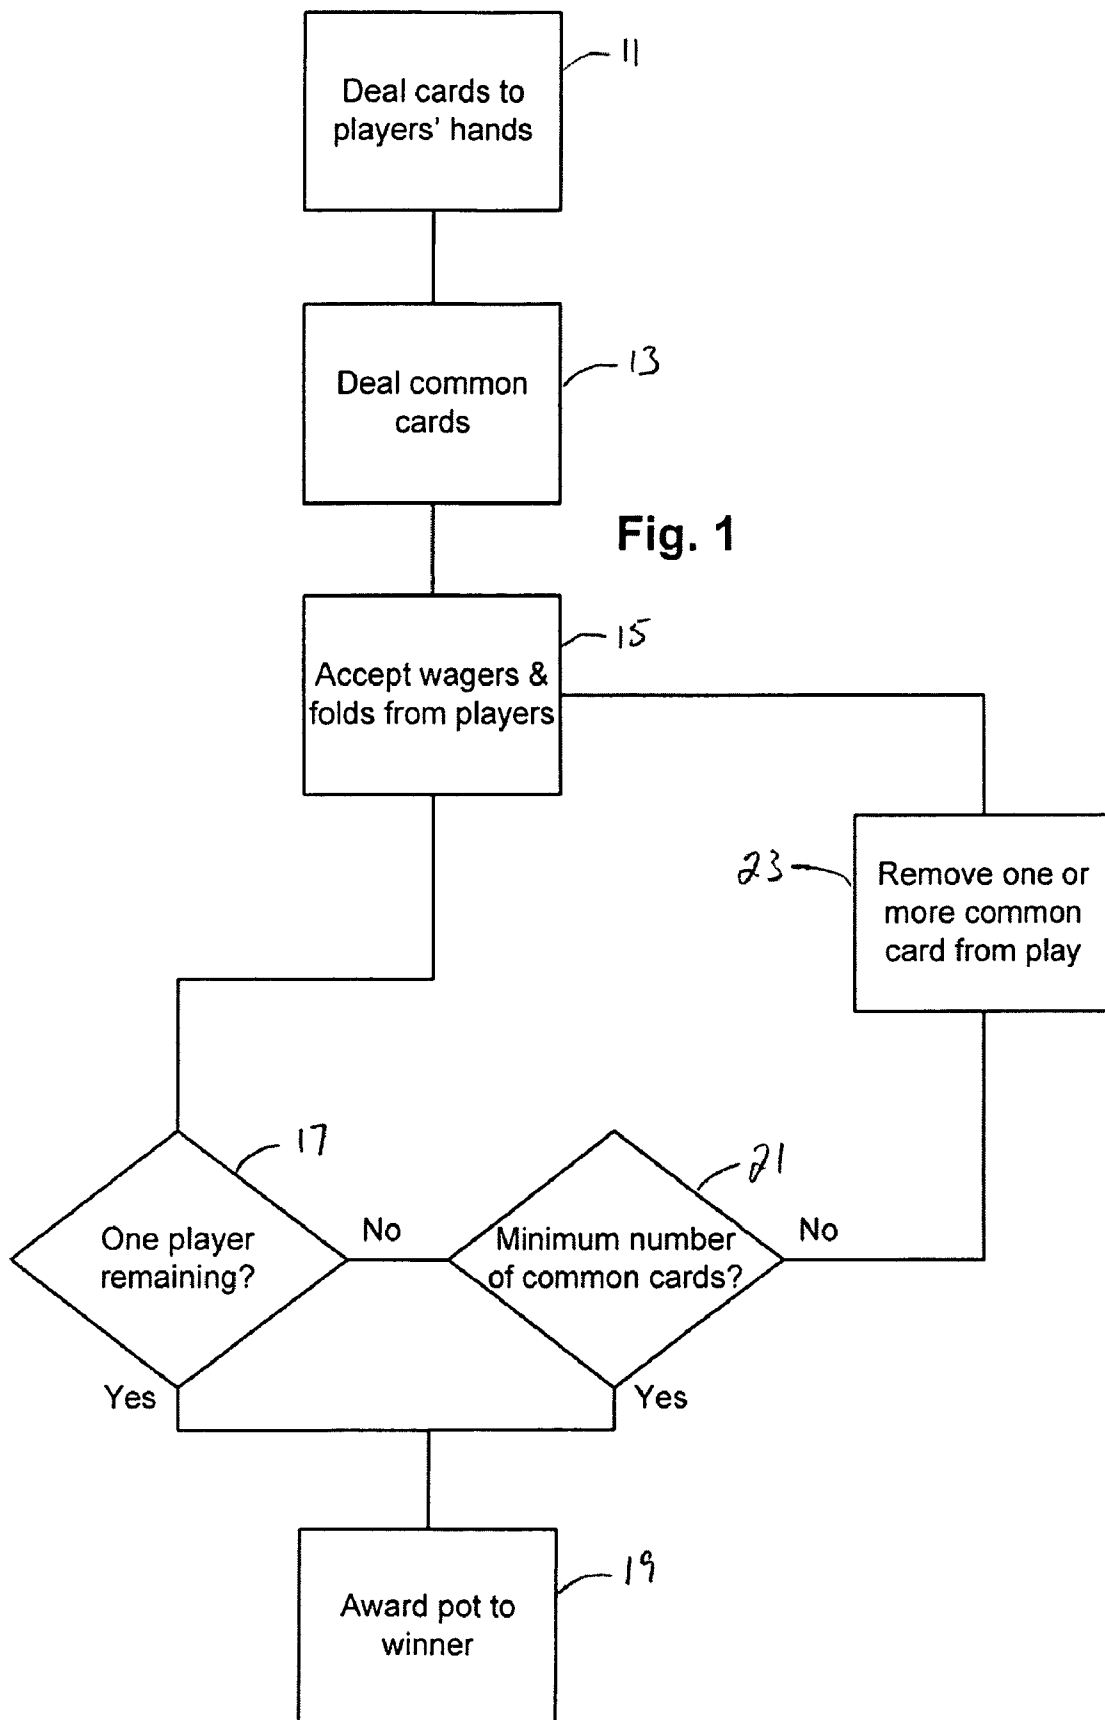 Deal cards to
players' hands
11
Deal common
cards
13
Fig. 1
Accept wagers &
folds from players
15
23
Remove one or
more common
card from play
17
One player
remaining?
No
21
Minimum number
of common cards?
No
Yes
Yes
Award pot to
winner
19